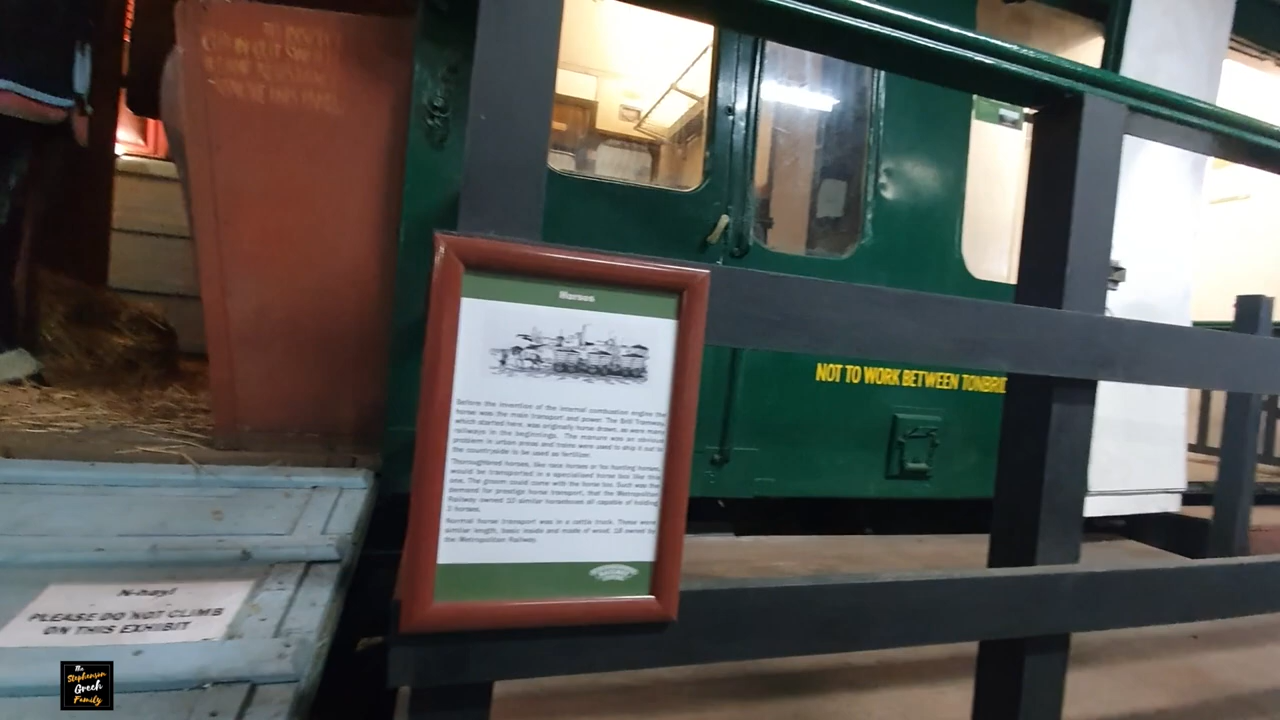 Horses
Before the invention of the internal combustion engine the
horse was the main transport and power. The Brill Tramway,
which started here, was originally horse drawn, as were many
railways in the beginnings. The manure was an obvious
problem in urban areas and trains were used to ship it out to
the countryside to be used as fertilizer.
Thoroughbred horses, like race horses or fox hunting horses,
would be transported in a specialised horse box like this
one. The groom could come with the horse too. Such was the
demand for prestige horse transport, that the Metropolitan
Railway owned similar horseboxes all capable of holding
3 horses.
Normal horse transport was in a cattle truck. These were
similar length, basic inside and made of wood. owned by
the Metropolitan Railway.
NOT TO WORK BETWEEN TONBRID
N-hay!
PLEASE DO NOT CLIMB
ON THIS EXHIBIT
The
Stephenson
Greek
Family